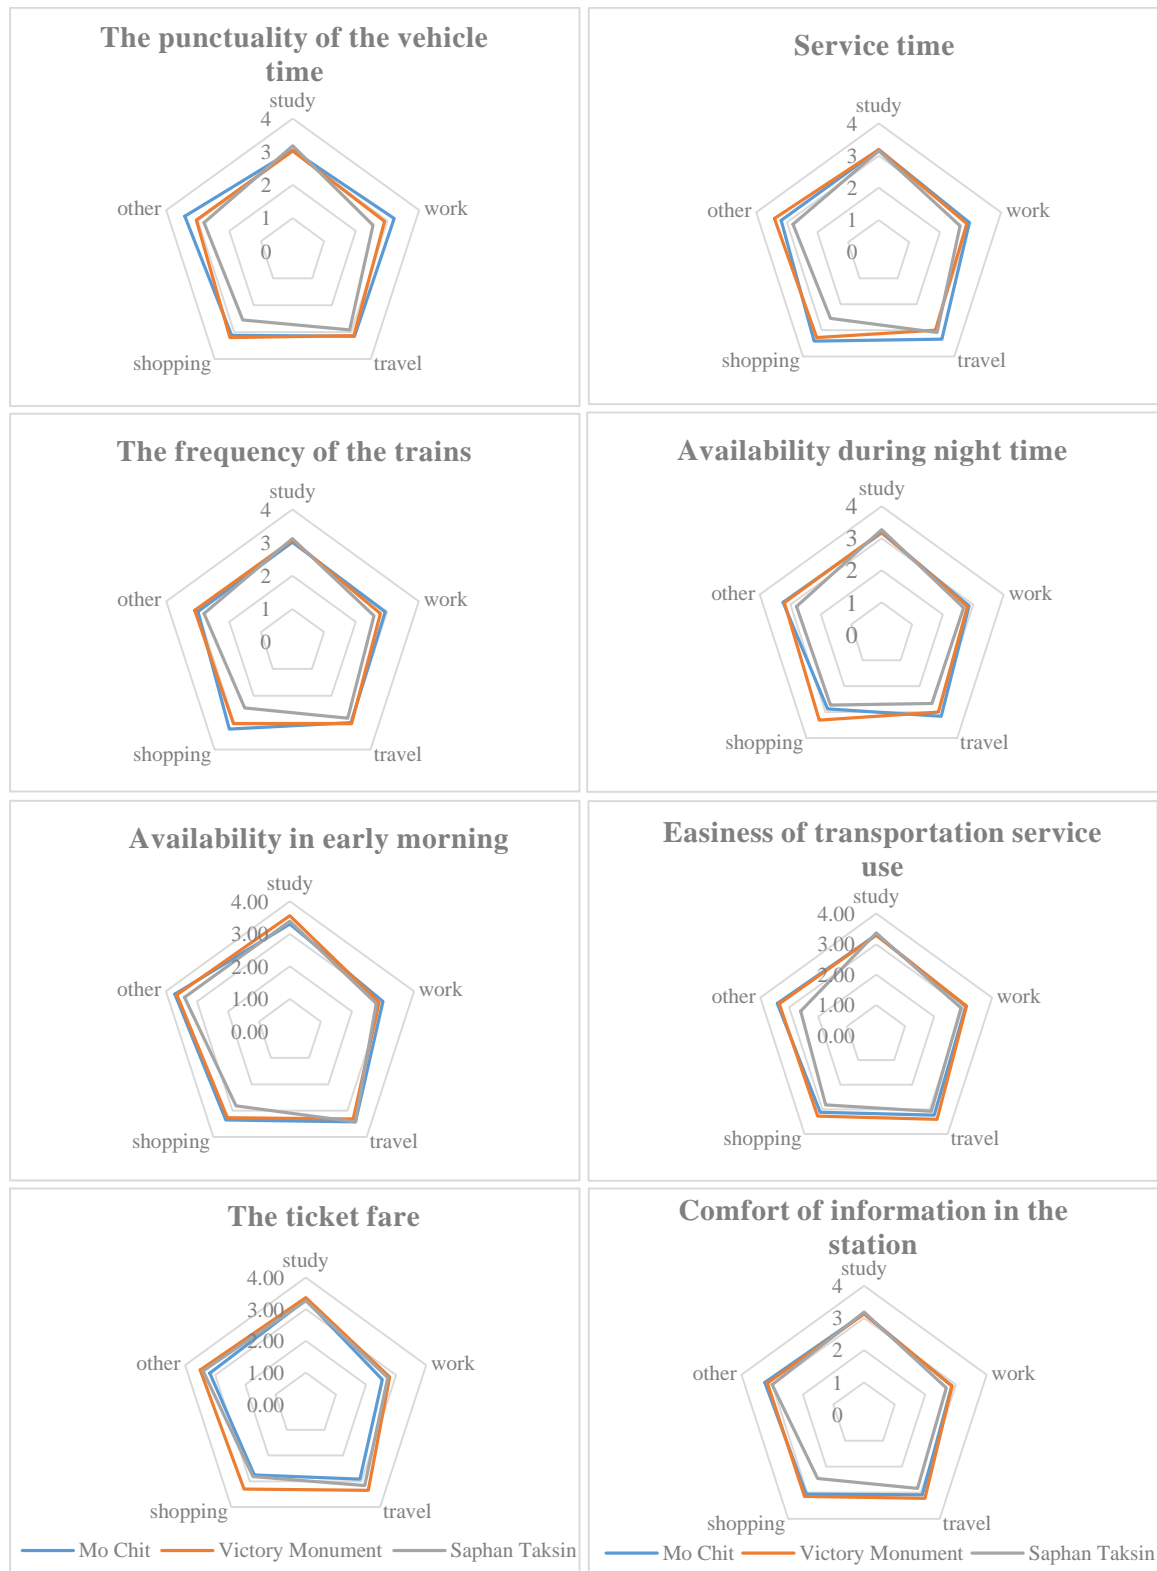 The punctuality of the vehicle
time
study
4
3
2
1
0
other
work
shopping
travel
Service time
study
4
3
2
1
0
other
work
shopping
travel
The frequency of the trains
study
4
3
2
1
0
other
work
shopping
travel
Availability during night time
study
4
3
2
1
0
other
work
shopping
travel
Availability in early morning
study
4.00
3.00
2.00
1.00
0.00
other
work
shopping
travel
Easiness of transportation service
use
study
4.00
3.00
2.00
1.00
0.00
other
work
shopping
travel
The ticket fare
study
4.00
3.00
2.00
1.00
0.00
other
work
shopping
travel
Mo Chit Victory Monument Saphan Taksin
Comfort of information in the
station
study
4
3
2
1
0
other
work
shopping
travel
Mo Chit Victory Monument Saphan Taksin